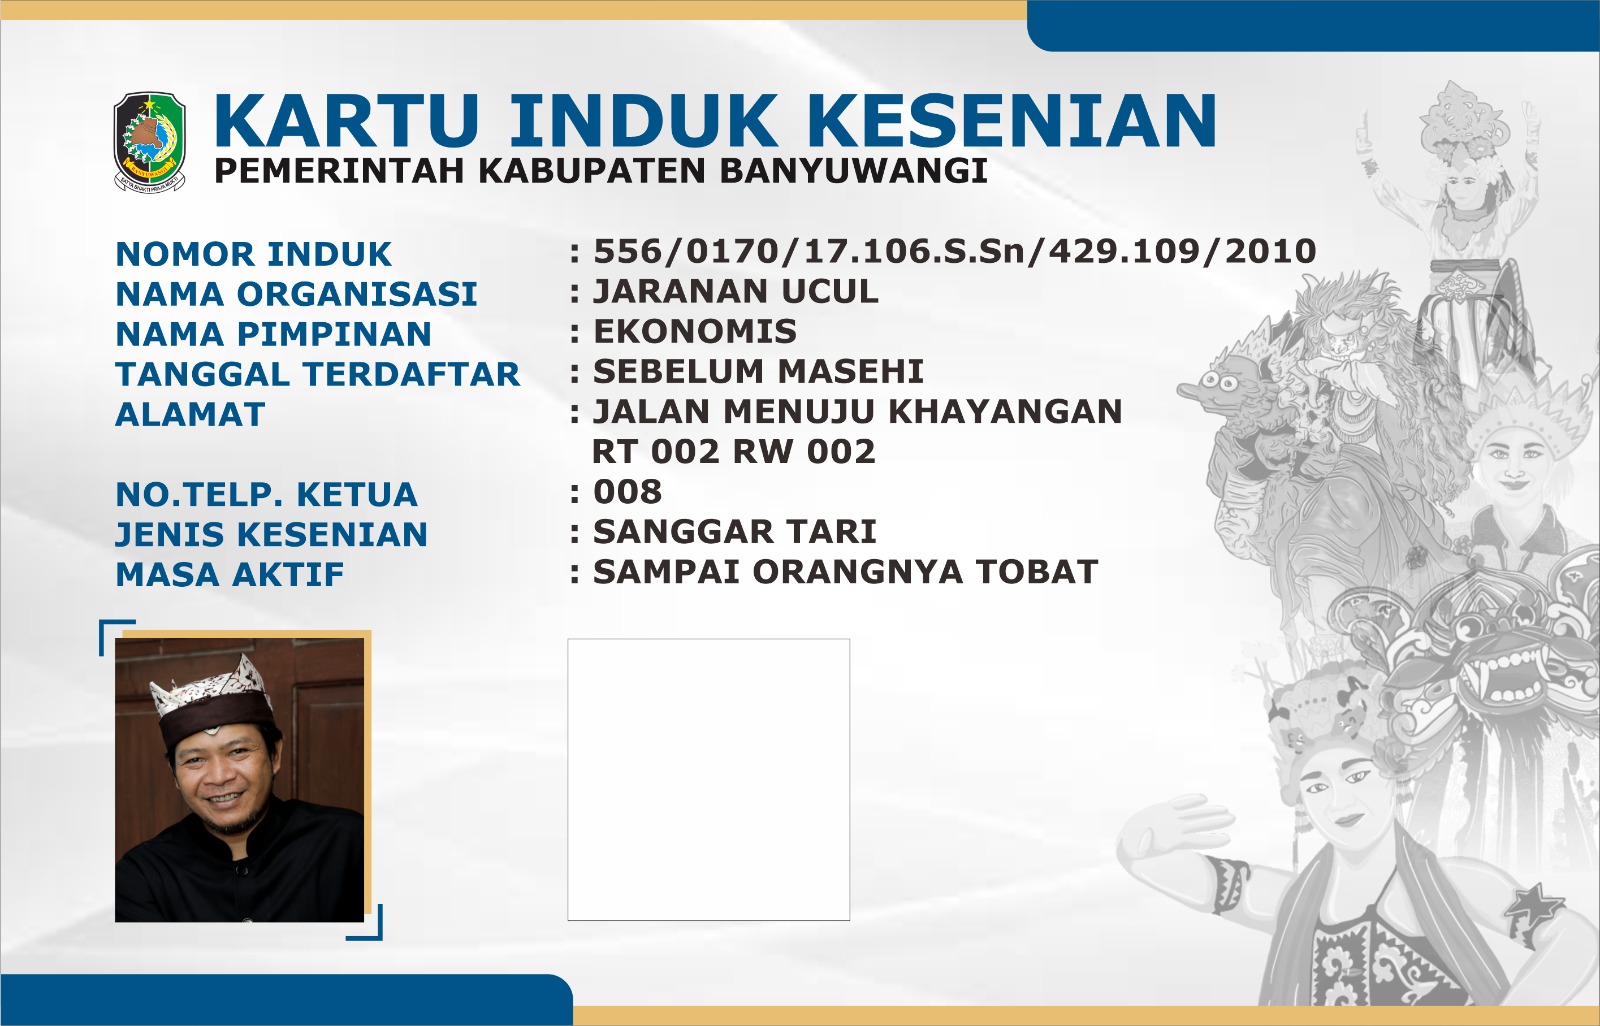 KARTU INDUK KESENIAN
PEMERINTAH KABUPATEN BANYUWANGI
NOMOR INDUK : 556/0170/17.106.S.Sn/429.109/2010
NAMA ORGANISASI : JARANAN UCUL
NAMA PIMPINAN : EKONOMIS
TANGGAL TERDAFTAR : SEBELUM MASEHI
ALAMAT : JALAN MENUJU KHAYANGAN
RT 002 RW 002
NO.TELP. KETUA : 008
JENIS KESENIAN : SANGGAR TARI
MASA AKTIF : SAMPAI ORANGNYA TOBAT
BANYUWANGI